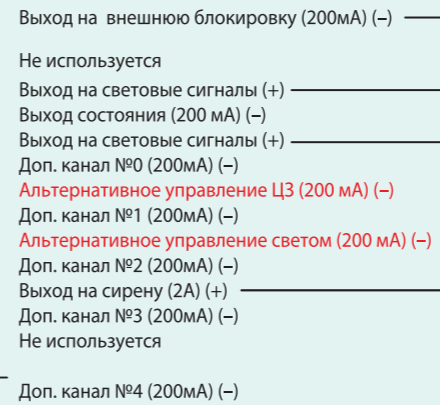 Выход на внешнюю блокировку (200мА) (–)
Не используется
Выход на световые сигналы (+)
Выход состояния (200 мА) (–)
Выход на световые сигналы (+)
Доп. канал №0 (200мА) (–)
Альтернативное управление ЦЗ (200 мА) (–)
Доп. канал №1 (200мА) (–)
Альтернативное управление светом (200 мА) (–)
Доп. канал №2 (200мА) (–)
Выход на сирену (2А) (+)
Доп. канал №3 (200мА) (–)
Не используется
Доп. канал №4 (200мА) (–)